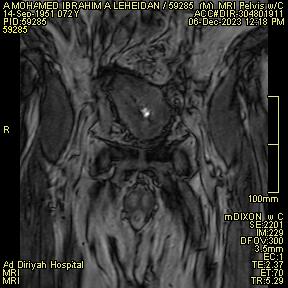 A MOHAMED IBRAHIM A LEHEIDAN / 59285 (M) MRI Pelvis w/C
14-Sep-1951 072Y ACC#DIR-304801911
PID:59285 06-Dec-2023 12:18 PM
59285
R
100mm
mDIXON_w C
SE:2201
IM:229
DFOV:300
3.5mm
EC:1
Ad Diriyah Hospital TE:2.37
MRI ET:70
MRI TR:5.29